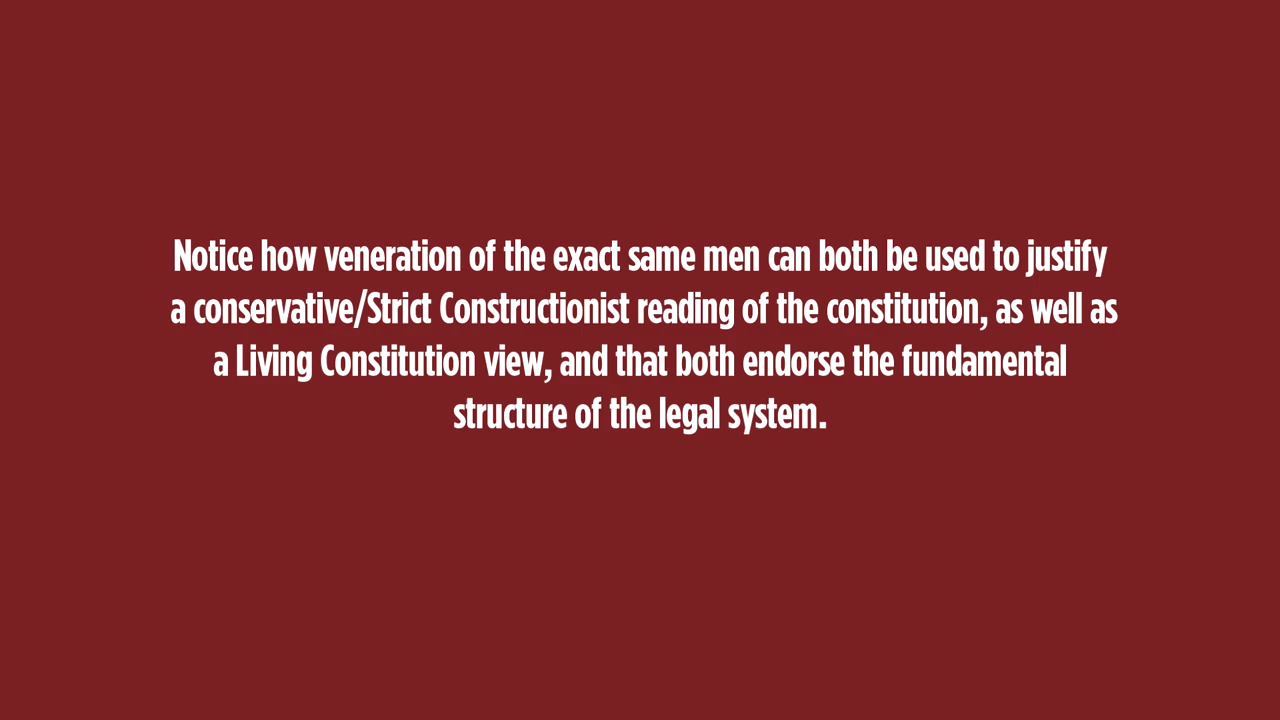 Notice how veneration of the exact same men can both be used to justify
a conservative/Strict Constructionist reading of the constitution, as well as
a Living Constitution view, and that both endorse the fundamental
structure of the legal system.